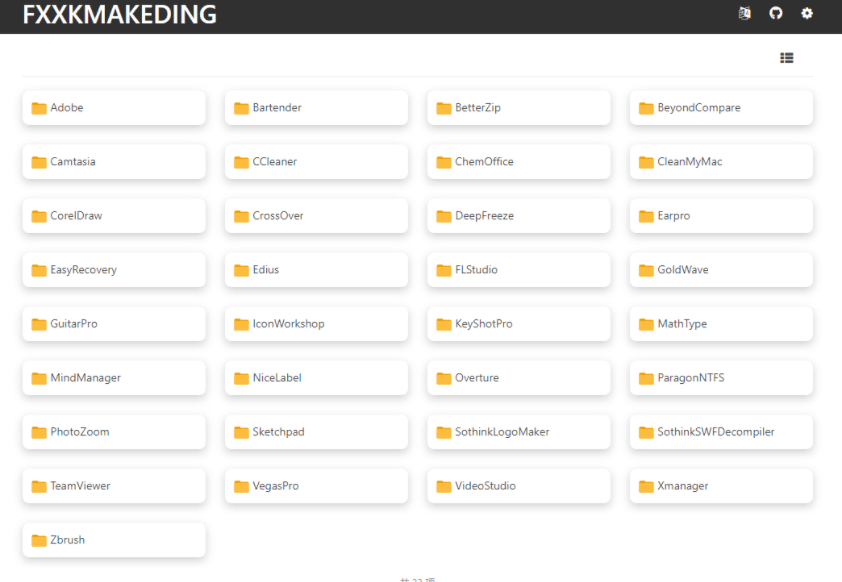 FXXKMAKEDING
Adobe
Bartender
BetterZip
BeyondCompare
Camtasia
CCleaner
ChemOffice
CleanMyMac
CorelDraw
CrossOver
DeepFreeze
Earpro
EasyRecovery
Edius
FLStudio
GoldWave
GuitarPro
IconWorkshop
KeyShotPro
MathType
MindManager
NiceLabel
Overture
ParagonNTFS
PhotoZoom
Sketchpad
SothinkLogoMaker
SothinkSWFDecompiler
TeamViewer
VegasPro
VideoStudio
Xmanager
Zbrush